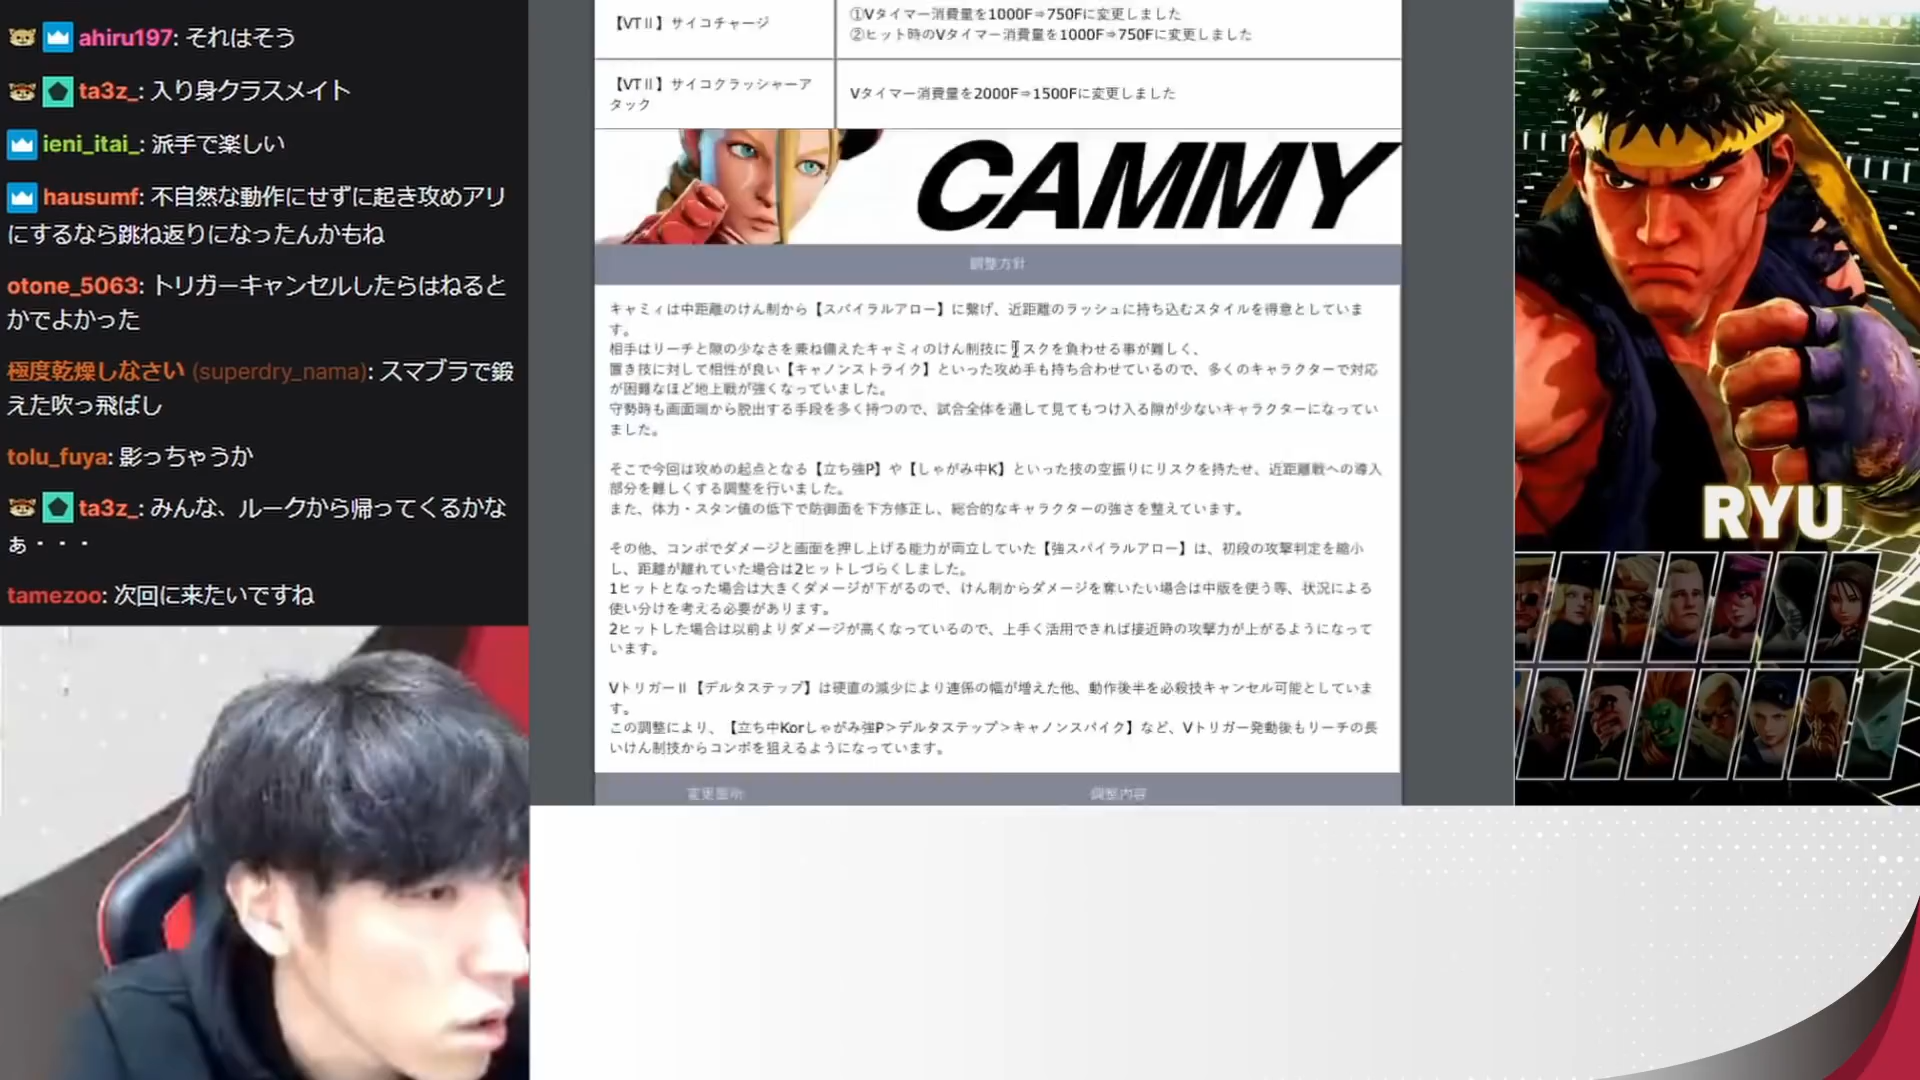 ahiru197: それはそう
ta3z_: 入り身クラスメイト
ieni_itai_: 派手で楽しい
hausumf: 不自然な動作にせずに起き攻めアリ
にするなら跳ね返りになったんかもね
otone_5063: トリガーキャンセルしたらはねると
かでよかった
極度乾燥しなさい (superdry_nama): スマブラで鍛
えた吹っ飛ばし
tolu_fuya: 影っちゃうか
ta3z_: みんな、ルークから帰ってくるかな
ぁ・・・
tamezoo: 次回に来たいですね
【VTⅡ】サイコチャージ
①Vタイマー消費量を1000F⇒750Fに変更しました
②ヒット時のVタイマー消費量を1000F⇒750Fに変更しました
【VTⅡ】サイコクラッシャーア
タック
Vタイマー消費量を2000F⇒1500Fに変更しました
CAMMY
調整方針
キャミィは中距離のけん制から【スパイラルアロー】に繋げ、近距離のラッシュに持ち込むスタイルを得意としていま
す。
相手はリーチと隙の少なさを兼ね備えたキャミィのけん制技にリスクを負わせる事が難しく、
置き技に対して相性が良い【キャノンストライク】といった攻め手も持ち合わせているので、多くのキャラクターで対応
が困難なほど地上戦が強くなっていました。
守勢時も画面端から脱出する手段を多く持つので、試合全体を通して見てもつけ入る隙が少ないキャラクターになってい
ました。
そこで今回は攻めの起点となる【立ち強P】や【しゃがみ中K】といった技の空振りにリスクを持たせ、近距離戦への導入
部分を難しくする調整を行いました。
また、体力・スタン値の低下で防御面を下方修正し、総合的なキャラクターの強さを整えています。
その他、コンボでダメージと画面を押し上げる能力が両立していた【強スパイラルアロー】は、初段の攻撃判定を縮小
し、距離が離れていた場合は2ヒットしづらくしました。
1ヒットとなった場合は大きくダメージが下がるので、けん制からダメージを奪いたい場合は中版を使う等、状況による
使い分けを考える必要があります。
2ヒットした場合は以前よりダメージが高くなっているので、上手く活用できれば接近時の攻撃力が上がるようになって
います。
VトリガーⅡ【デルタステップ】は硬直の減少により連係の幅が増えた他、動作後半を必殺技キャンセル可能としていま
す。
この調整により、【立ち中Korしゃがみ強P>デルタステップ>キャノンスパイク】など、Vトリガー発動後もリーチの長
いけん制技からコンボを狙えるようになっています。
変更箇所
調整内容
RYU